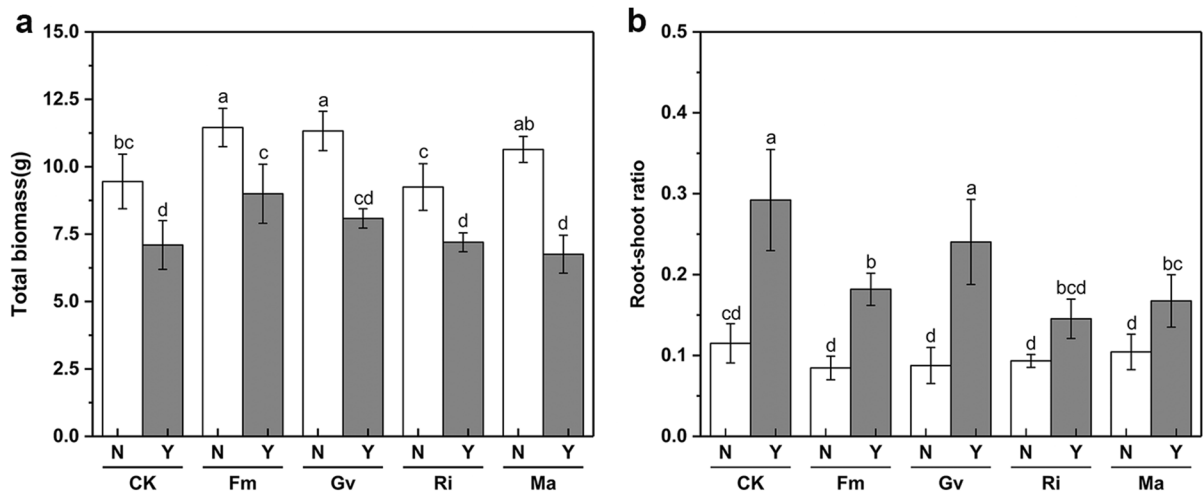 a
Total biomass(g)
15.0
12.5
10.0
7.5
5.0
2.5
0.0
bc
d
a
c
a
cd
c
d
ab
d
N Y N Y N Y N Y N Y
CK Fm Gv Ri Ma
b
Root-shoot ratio
0.5
0.4
0.3
0.2
0.1
0.0
cd
a
d
b
d
a
d
bcd
d
bc
N Y N Y N Y N Y N Y
CK Fm Gv Ri Ma